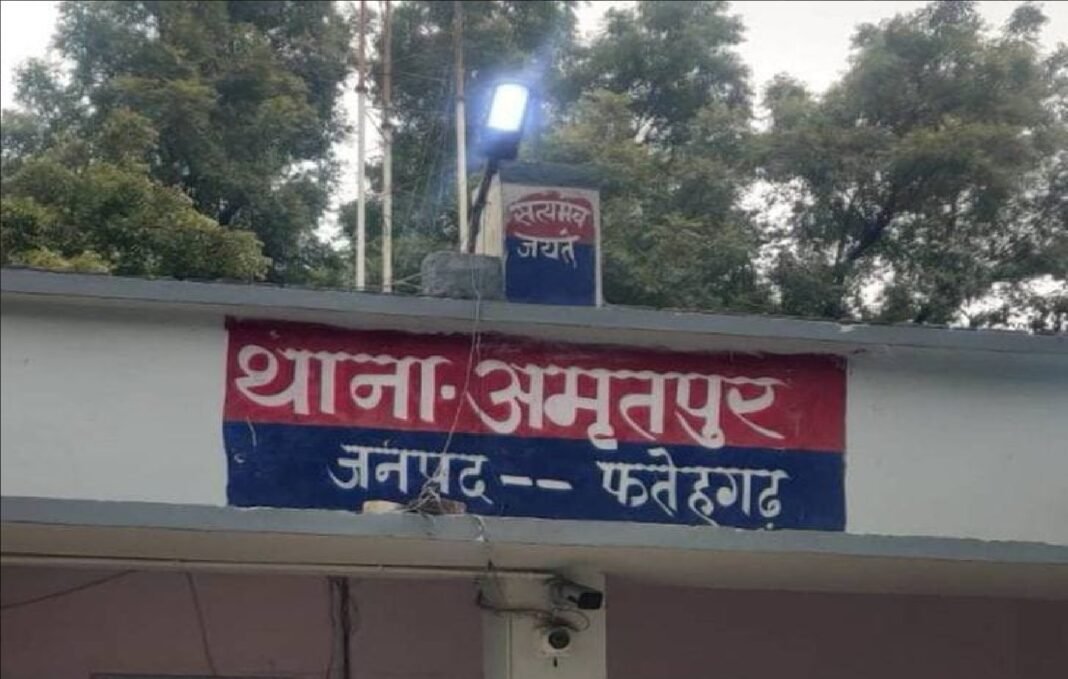 सत्यमेव
जयते
थाना-अमृतपुर
जनपद -- फतेहगढ़